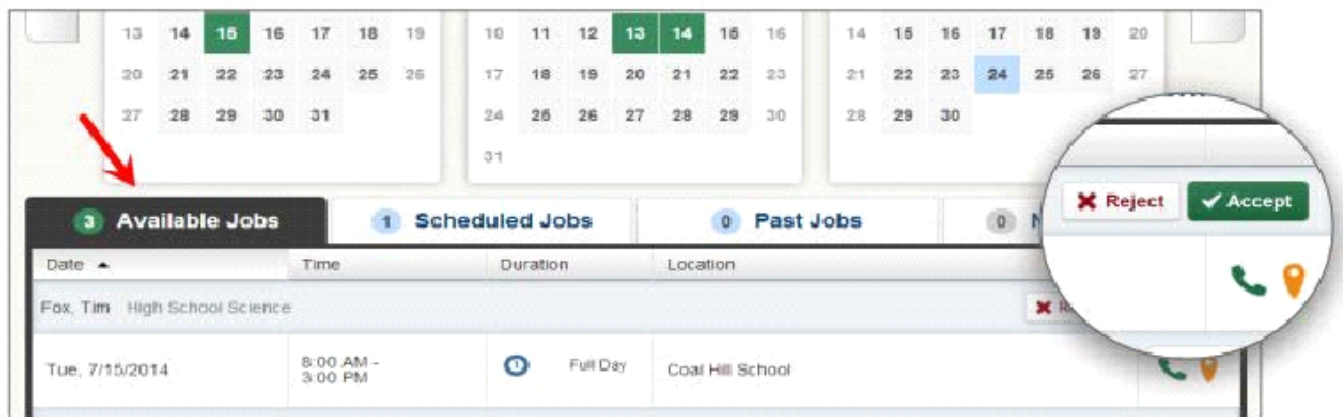 13 14 15 16 17 18 19 10 11 12 13 14 15 16 14 15 16 17 18 19 20
20 21 22 23 24 25 26 17 18 19 20 21 22 23 21 22 23 24 25 26 27
27 28 29 30 31 24 25 26 27 28 29 30 28 29 30
31
Reject Accept
3 Available Jobs 1 Scheduled Jobs 0 Past Jobs 0
Date Time Duration Location
Fox, Tim High School Science
Tue, 7/15/2014 8:00 AM - Full Day Coal Hill School
3:00 PM